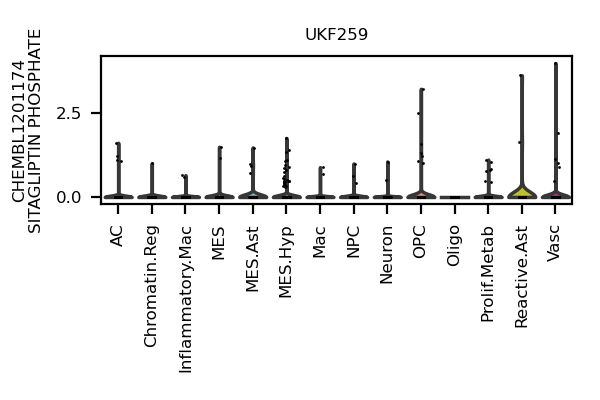 UKF259
CHEMBL1201174
SITAGLIPTIN PHOSPHATE
2.5
0.0
AC
Chromatin.Reg
Inflammatory.Mac
MES
MES.Ast
MES.Hyp
Mac
NPC
Neuron
OPC
Oligo
Prolif.Metab
Reactive.Ast
Vasc